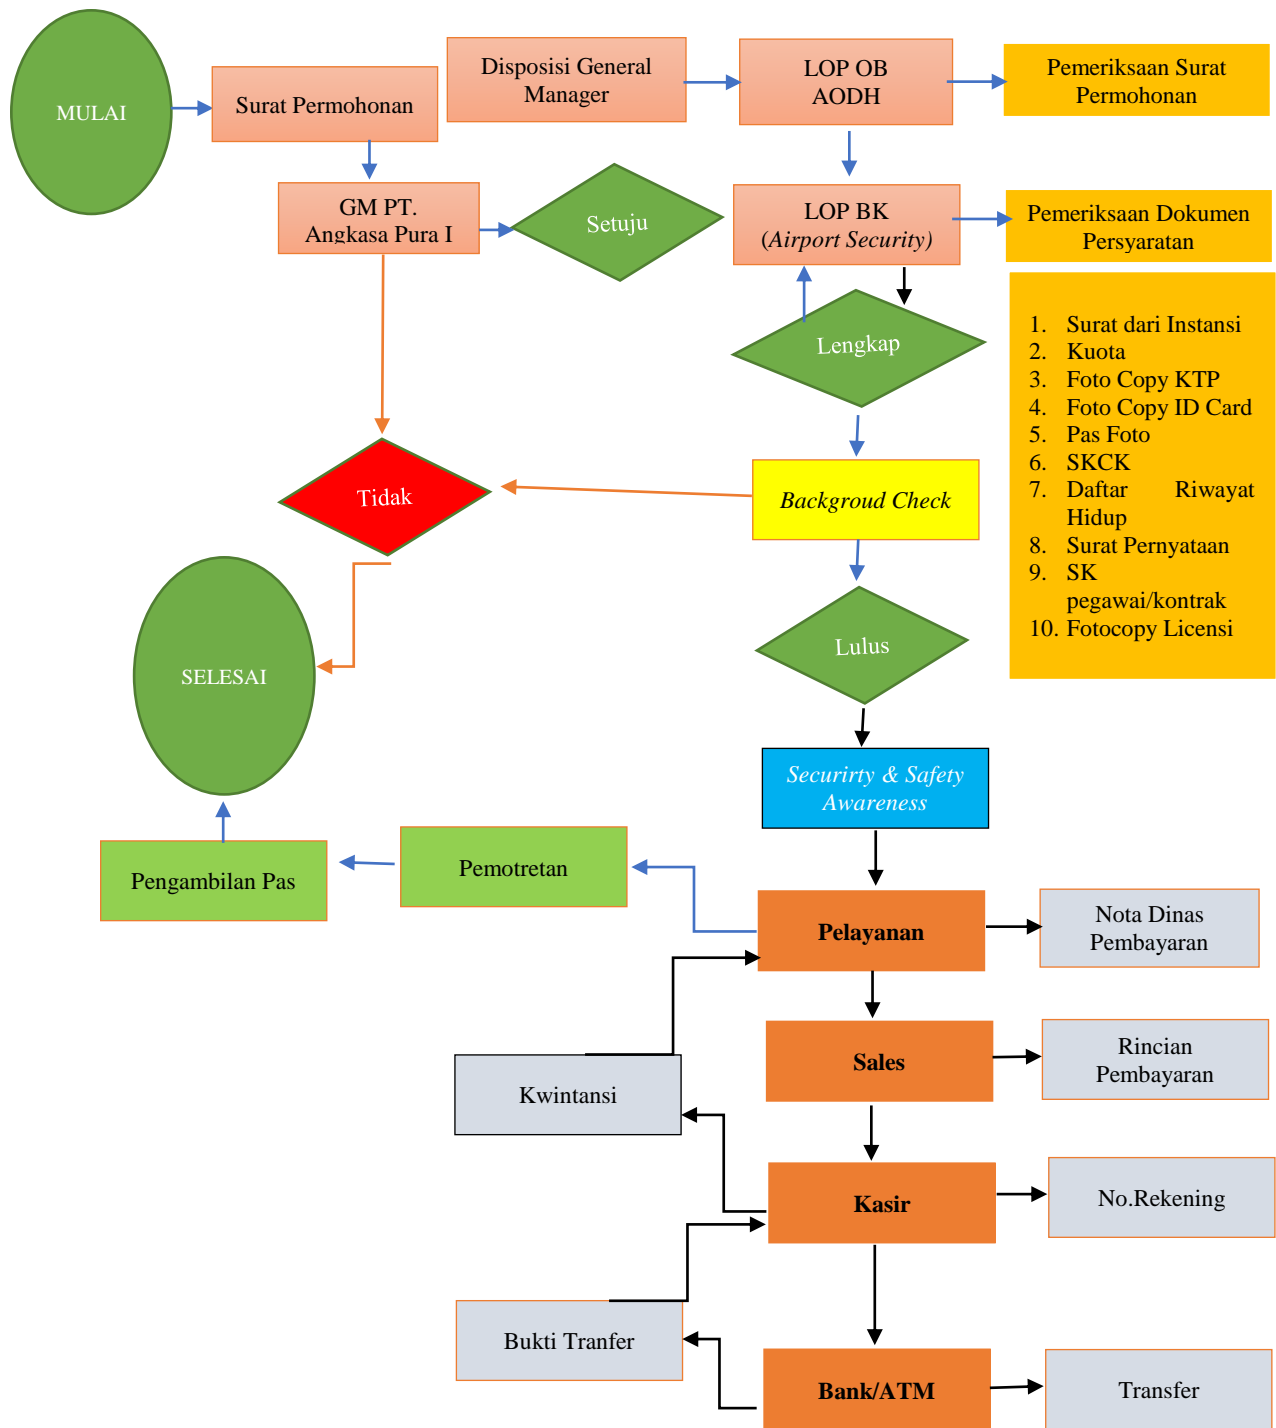 MULAI
Surat Permohonan
Disposisi General
Manager
LOP OB
AODH
Pemeriksaan Surat
Permohonan
GM PT.
Angkasa Pura I
Setuju
LOP BK
(Airport Security)
Pemeriksaan Dokumen
Persyaratan
Lengkap
1. Surat dari Instansi
2. Kuota
3. Foto Copy KTP
4. Foto Copy ID Card
5. Pas Foto
6. SKCK
7. Daftar Riwayat
Hidup
8. Surat Pernyataan
9. SK
pegawai/kontrak
10. Fotocopy Licensi
Tidak
Backgroud Check
Lulus
SELESAI
Securirty & Safety
Awareness
Pengambilan Pas
Pemotretan
Pelayanan
Nota Dinas
Pembayaran
Sales
Rincian
Pembayaran
Kwintansi
Kasir
No.Rekening
Bukti Tranfer
Bank/ATM
Transfer